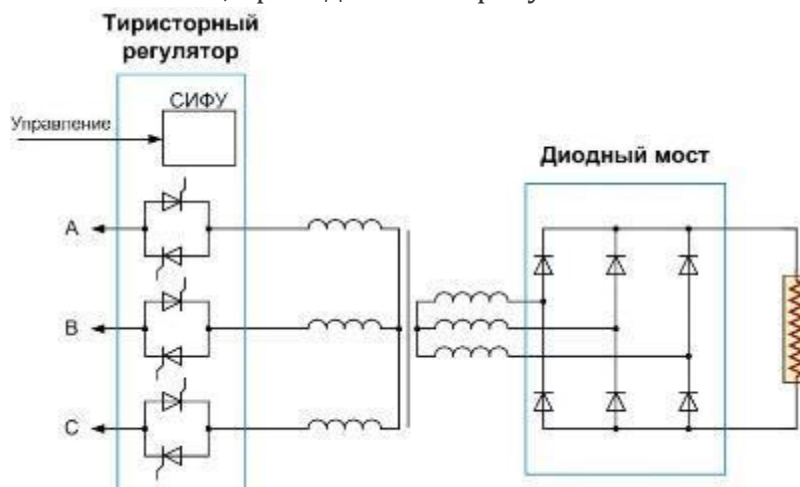 Тиристорный
регулятор
СИФУ
Управление
Диодный мост
A
B
C